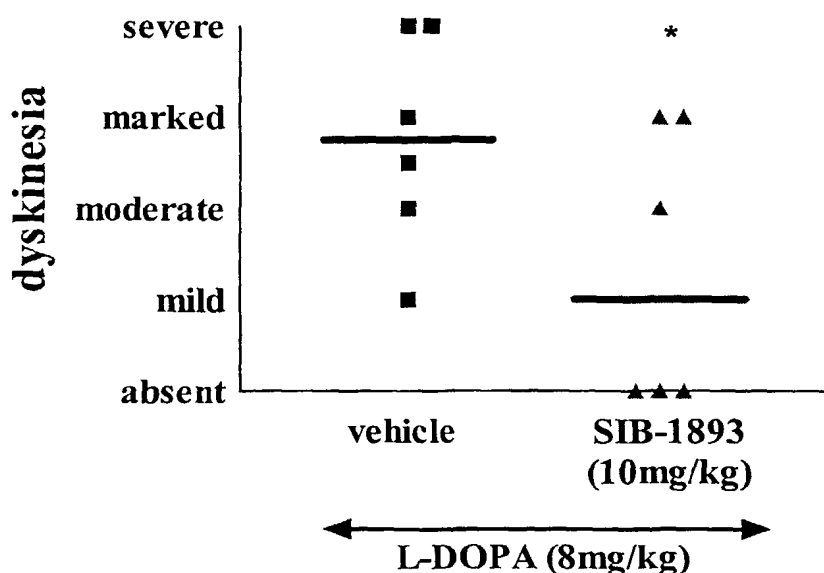 dyskinesia
severe
marked
moderate
mild
absent
*
vehicle
SIB-1893
(10mg/kg)
L-DOPA (8mg/kg)